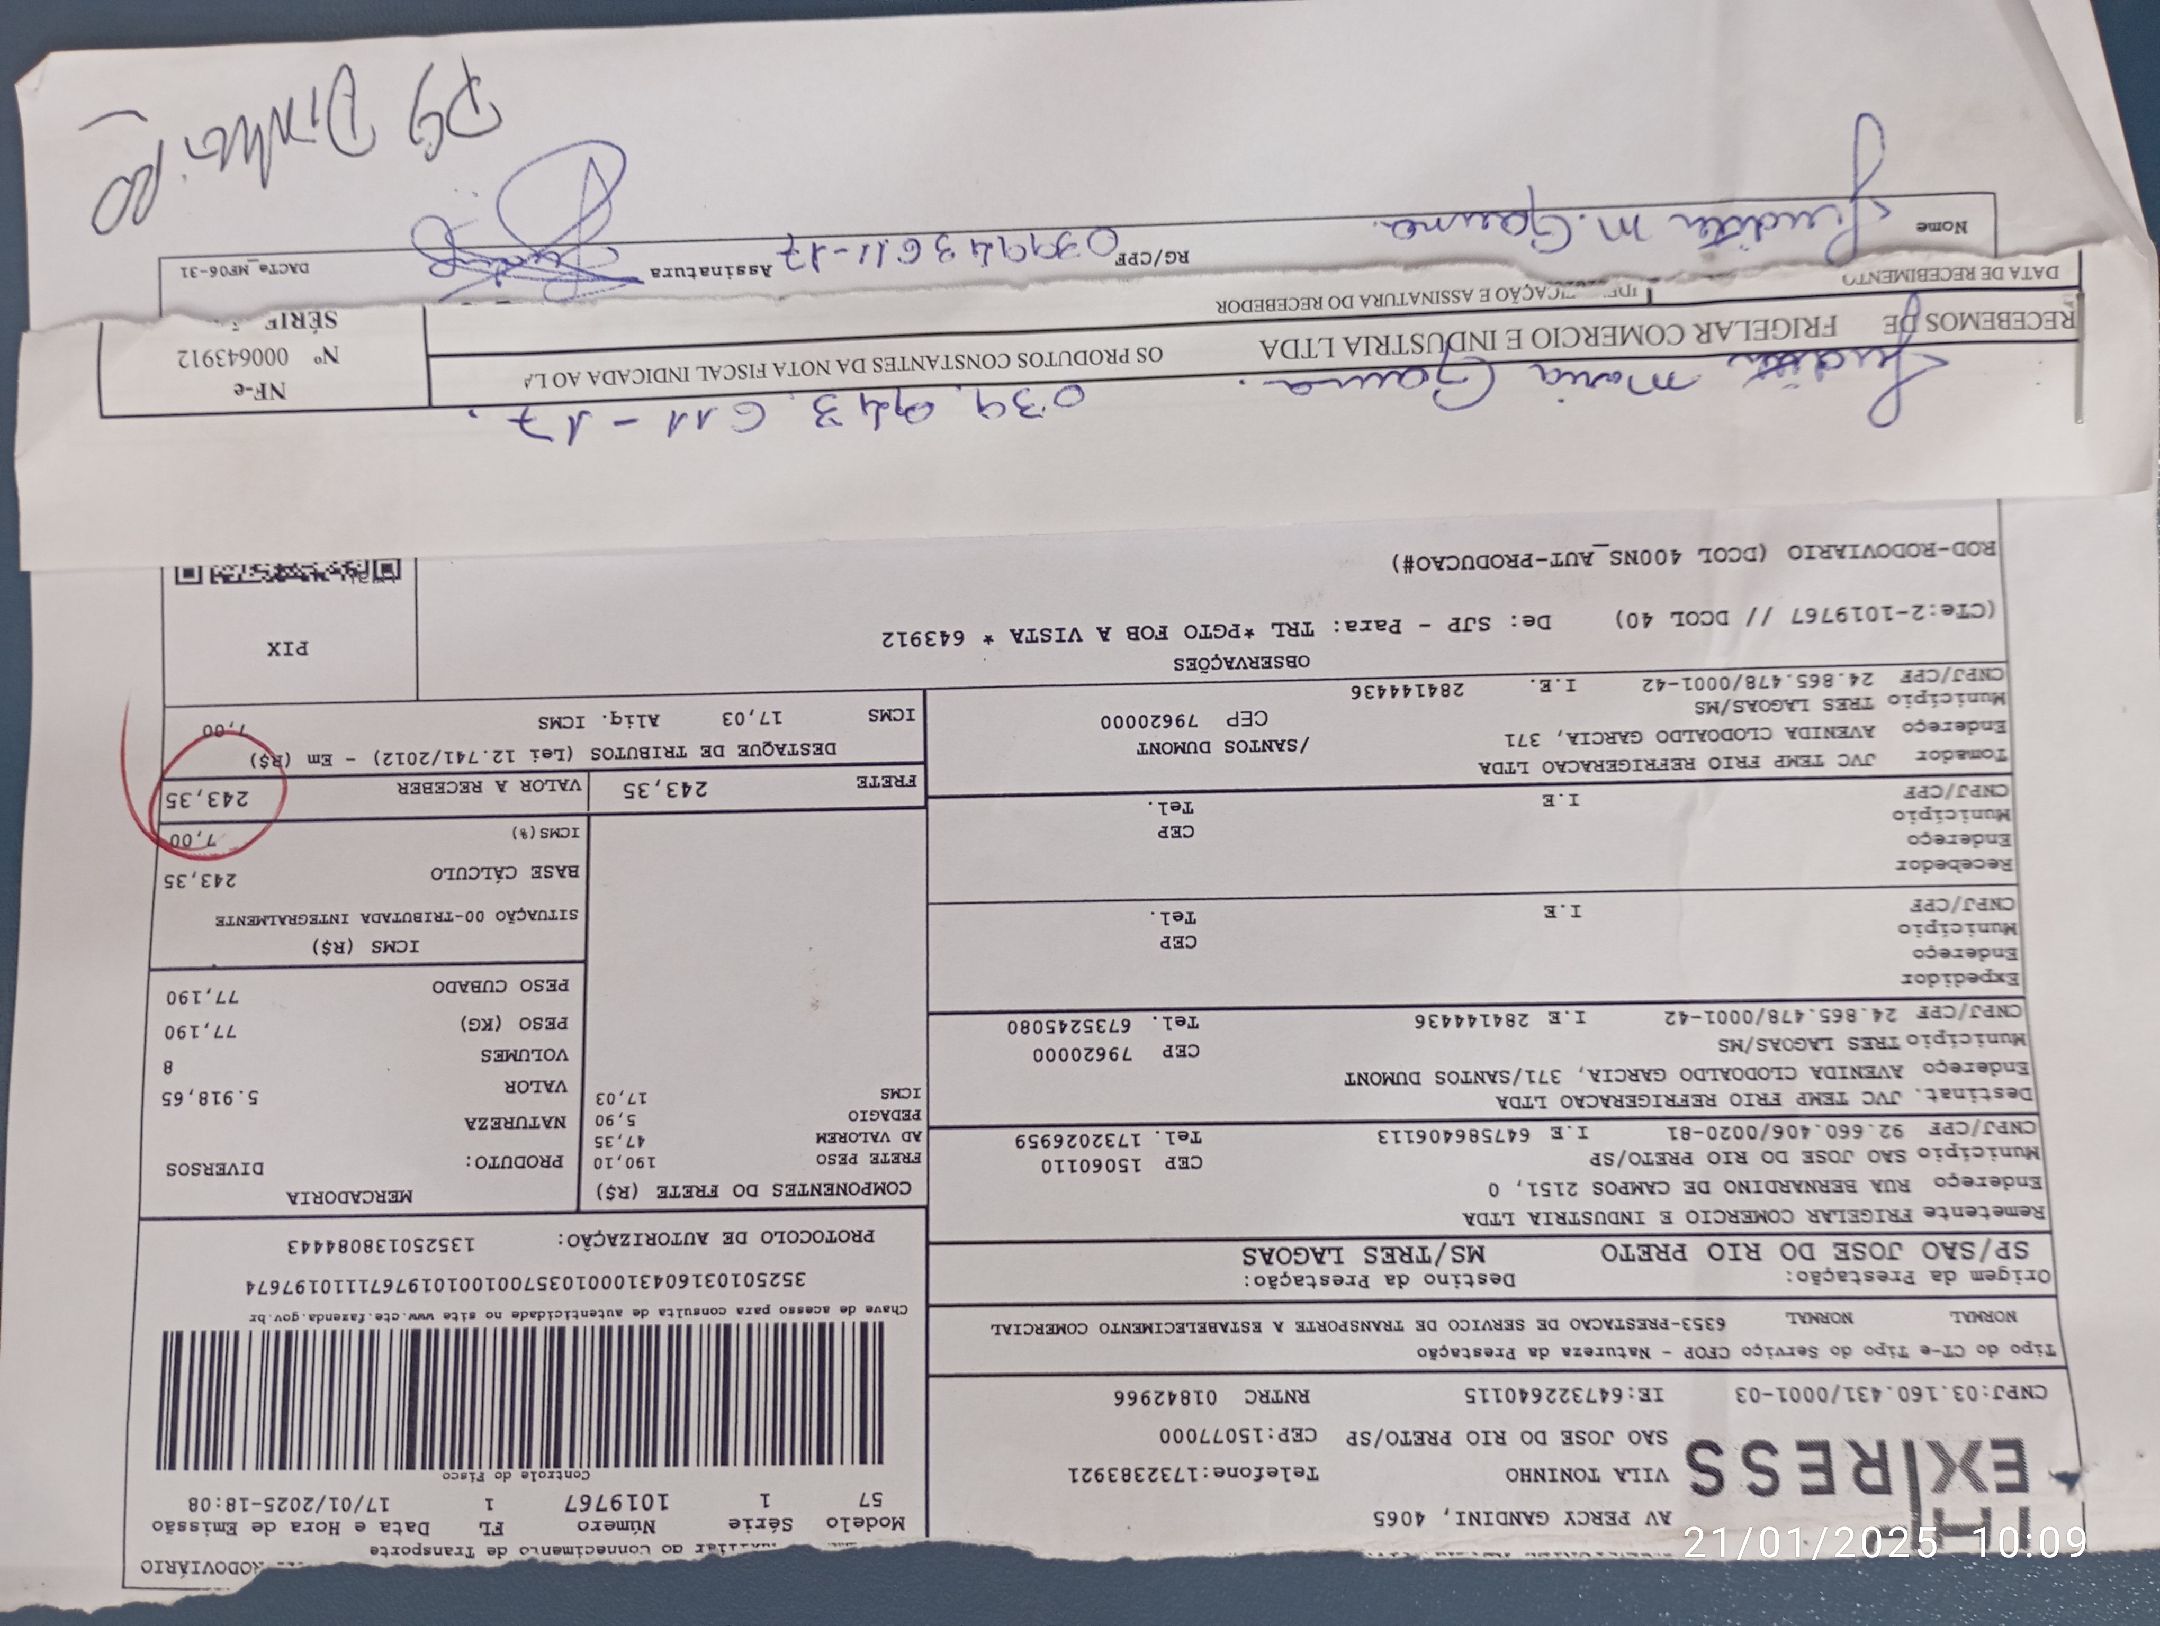 RODOVIÁRIO
Auxiliar ao Conhecimento de Transporte
EXPRESS
AV PERCY GANDINI, 4065
VILA TONINHO Telefone:1732383921
SAO JOSE DO RIO PRETO/SP CEP:15077000
CNPJ:03.160.431/0001-03 IE:647322640115 RNTRC 01842966
Modelo Série Número FL Data e Hora de Emissão
57 1 1019767 1 17/01/2025-18:08
Controle do Fisco
Chave de acesso para consulta de autenticidade no site www.cte.fazenda.gov.br
35250103160431000103570010010197671111019767 4
PROTOCOLO DE AUTORIZAÇÃO: 135250138084443
Tipo do CT-e Tipo do Serviço CFOP - Natureza da Prestação
NORMAL NORMAL 6353-PRESTACAO DE SERVICO DE TRANSPORTE A ESTABELECIMENTO COMERCIAL
Origem da Prestação: Destino da Prestação:
SP/SAO JOSE DO RIO PRETO MS/TRES LAGOAS
Remetente FRIGELAR COMERCIO E INDUSTRIA LTDA
Endereço RUA BERNARDINO DE CAMPOS 2151, 0
Município SAO JOSE DO RIO PRETO/SP CEP 15060110
CNPJ/CPF 92.660.406/0020-81 I.E 647586406113 Tel. 1732026959
Destinat. JVC TEMP FRIO REFRIGERACAO LTDA
Endereço AVENIDA CLODOALDO GARCIA, 371/SANTOS DUMONT
Município TRES LAGOAS/MS CEP 79620000
CNPJ/CPF 24.865.478/0001-42 I.E 284144436 Tel. 6735245080
Expedidor
Endereço
Município CEP
CNPJ/CPF I.E Tel.
Recebedor
Endereço
Município CEP
CNPJ/CPF I.E Tel.
Tomador JVC TEMP FRIO REFRIGERACAO LTDA
Endereço AVENIDA CLODOALDO GARCIA, 371 /SANTOS DUMONT
Município TRES LAGOAS/MS CEP 79620000
CNPJ/CPF 24.865.478/0001-42 I.E. 284144436
COMPONENTES DO FRETE (R$)
FRETE PESO 190,10
AD VALOREM 47,35
PEDAGIO 5,90
ICMS 17,03
MERCADORIA
PRODUTO: DIVERSOS
NATUREZA
VALOR 5.918,65
VOLUMES 8
PESO (KG) 77,190
PESO CUBADO 77,190
ICMS (R$)
SITUAÇÃO 00-TRIBUTADA INTEGRALMENTE
BASE CÁLCULO 243,35
ICMS(%) 7,00
FRETE 243,35 VALOR A RECEBER 243,35
DESTAQUE DE TRIBUTOS (Lei 12.741/2012) - Em (R$)
ICMS 17,03 Aliq. ICMS 7,00
OBSERVAÇÕES
(CTe:2-1019767 // DCOL 40) De: SJP - Para: TRL *PGTO FOB A VISTA * 643912
ROD-RODOVIARIO (DCOL 400NS_AUT-PRODUCAO#)
PIX
Maria 039.943.611-17.
RECEBEMOS DE FRIGELAR COMERCIO E INDUSTRIA LTDA OS PRODUTOS CONSTANTES DA NOTA FISCAL INDICADA AO LA
NF-e
Nº 000643912
SÉRIE
DATA DE RECEBIMENTO IDENTIFICAÇÃO E ASSINATURA DO RECEBEDOR
Nome RG/CPF 039943611-17 Assinatura DACTe_MF06-31
PG
21/01/2025 10:09